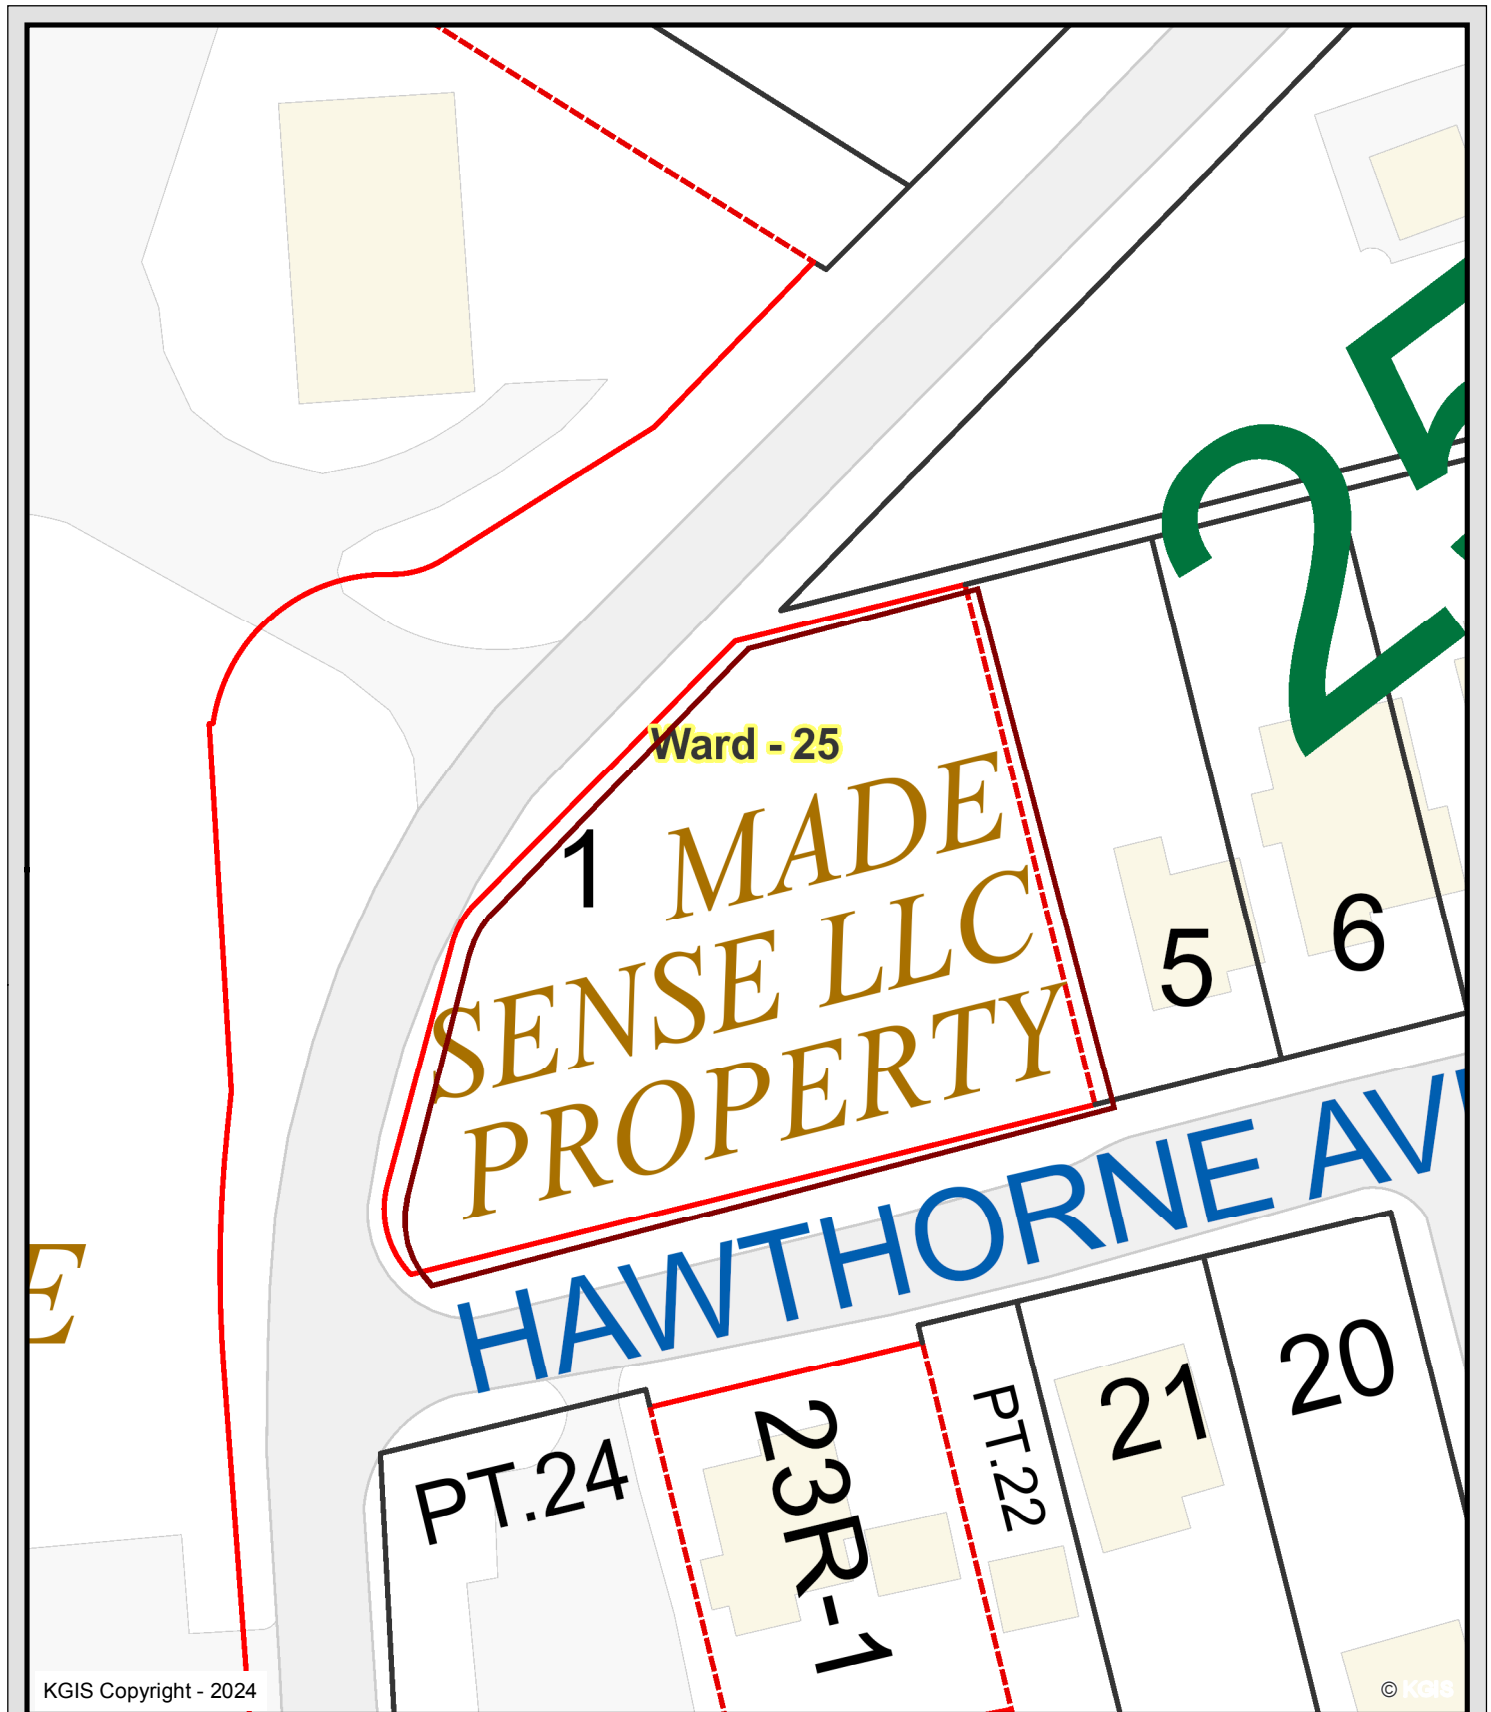 25
Ward - 25
1
MADE
SENSE LLC
PROPERTY
5
6
HAWTHORNE AV
E
PT.24
23R-1
PT.22
21
20
KGIS Copyright - 2024
© KGIS